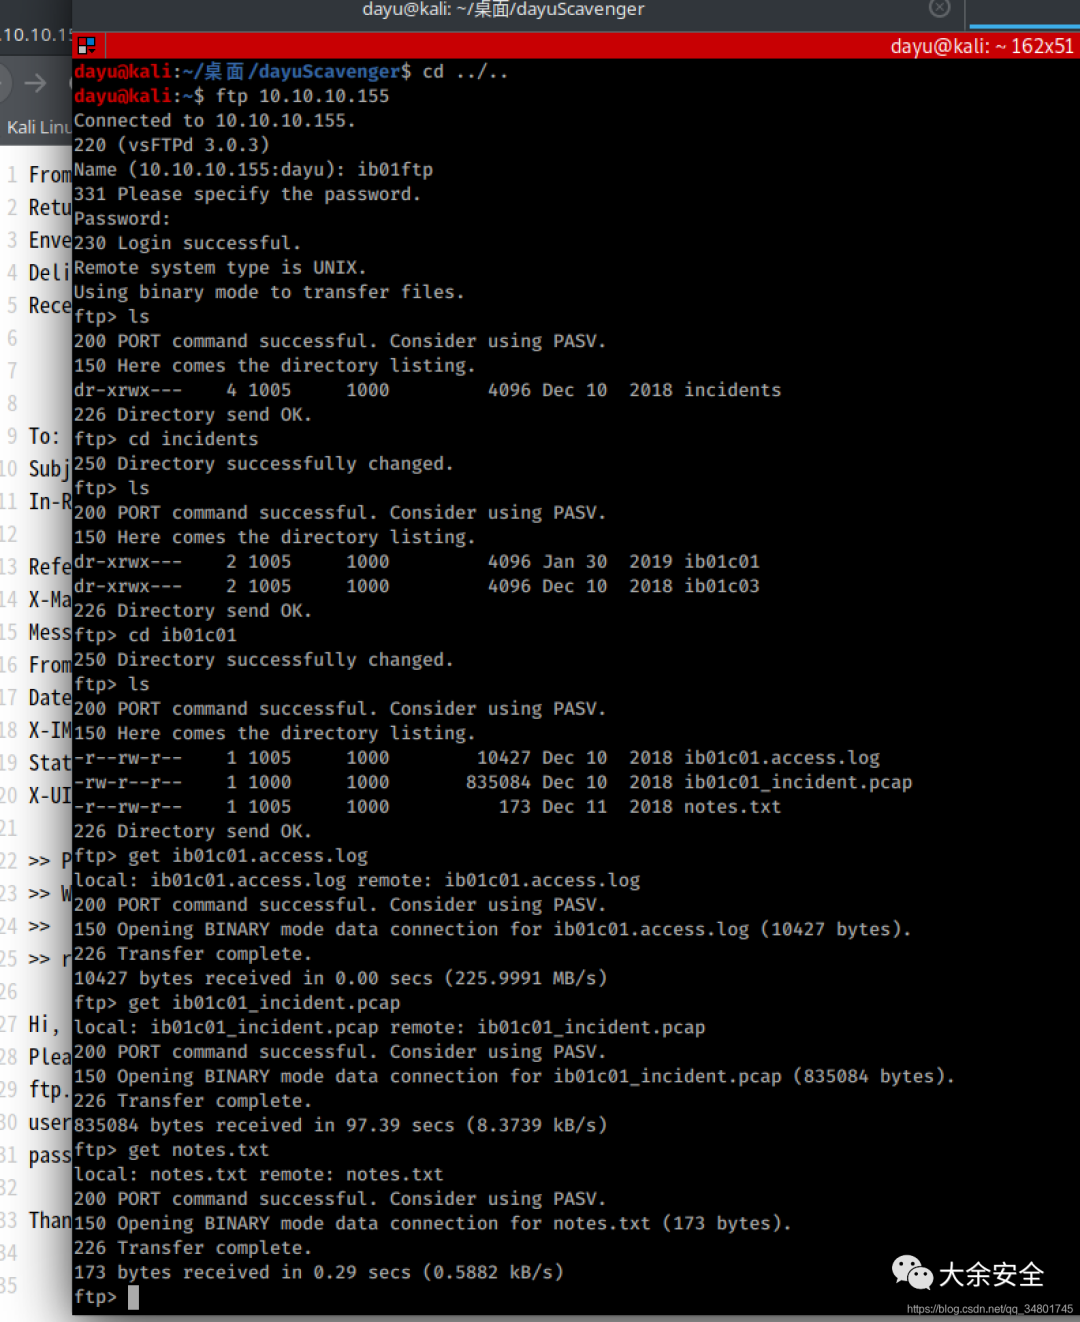 dayu@kali: ~/桌面/dayuScavenger
.10.10.15
dayu@kali: ~ 162x51
Kali Linu
1 From
2 Retu
3 Enve
4 Deli
5 Rece
6
7
8
9 To:
10 Subj
11 In-R
12
13 Refe
14 X-Ma
15 Mess
16 From
17 Date
18 X-IM
19 Stat
20 X-UI
21
22 >> P
23 >> W
24 >>
25 >> r
26
27 Hi,
28 Plea
29 ftp.
30 user
31 pass
32
33 Than
34
35
dayu@kali:~/桌面/dayuScavenger$ cd ../..
dayu@kali:~$ ftp 10.10.10.155
Connected to 10.10.10.155.
220 (vsFTPd 3.0.3)
Name (10.10.10.155:dayu): ib01ftp
331 Please specify the password.
Password:
230 Login successful.
Remote system type is UNIX.
Using binary mode to transfer files.
ftp> ls
200 PORT command successful. Consider using PASV.
150 Here comes the directory listing.
dr-xrwx---    4 1005     1000         4096 Dec 10  2018 incidents
226 Directory send OK.
ftp> cd incidents
250 Directory successfully changed.
ftp> ls
200 PORT command successful. Consider using PASV.
150 Here comes the directory listing.
dr-xrwx---    2 1005     1000         4096 Jan 30  2019 ib01c01
dr-xrwx---    2 1005     1000         4096 Dec 10  2018 ib01c03
226 Directory send OK.
ftp> cd ib01c01
250 Directory successfully changed.
ftp> ls
200 PORT command successful. Consider using PASV.
150 Here comes the directory listing.
-r--rw-r--    1 1005     1000        10427 Dec 10  2018 ib01c01.access.log
-rw-r--r--    1 1000     1000       835084 Dec 10  2018 ib01c01_incident.pcap
-r--rw-r--    1 1005     1000          173 Dec 11  2018 notes.txt
226 Directory send OK.
ftp> get ib01c01.access.log
local: ib01c01.access.log remote: ib01c01.access.log
200 PORT command successful. Consider using PASV.
150 Opening BINARY mode data connection for ib01c01.access.log (10427 bytes).
226 Transfer complete.
10427 bytes received in 0.00 secs (225.9991 MB/s)
ftp> get ib01c01_incident.pcap
local: ib01c01_incident.pcap remote: ib01c01_incident.pcap
200 PORT command successful. Consider using PASV.
150 Opening BINARY mode data connection for ib01c01_incident.pcap (835084 bytes).
226 Transfer complete.
835084 bytes received in 97.39 secs (8.3739 kB/s)
ftp> get notes.txt
local: notes.txt remote: notes.txt
200 PORT command successful. Consider using PASV.
150 Opening BINARY mode data connection for notes.txt (173 bytes).
226 Transfer complete.
173 bytes received in 0.29 secs (0.5882 kB/s)
ftp>
大余安全
https://blog.csdn.net/qq_34801745